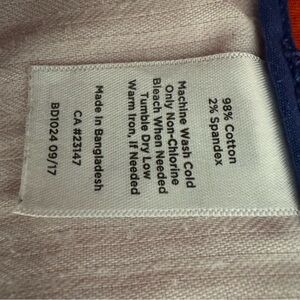 98% Cotton
2% Spandex
Machine Wash Cold
Only Non-Chlorine
Bleach When Needed
Tumble Dry Low
Warm Iron, If Needed
Made in Bangladesh
CA #23147
BD1024 09/17